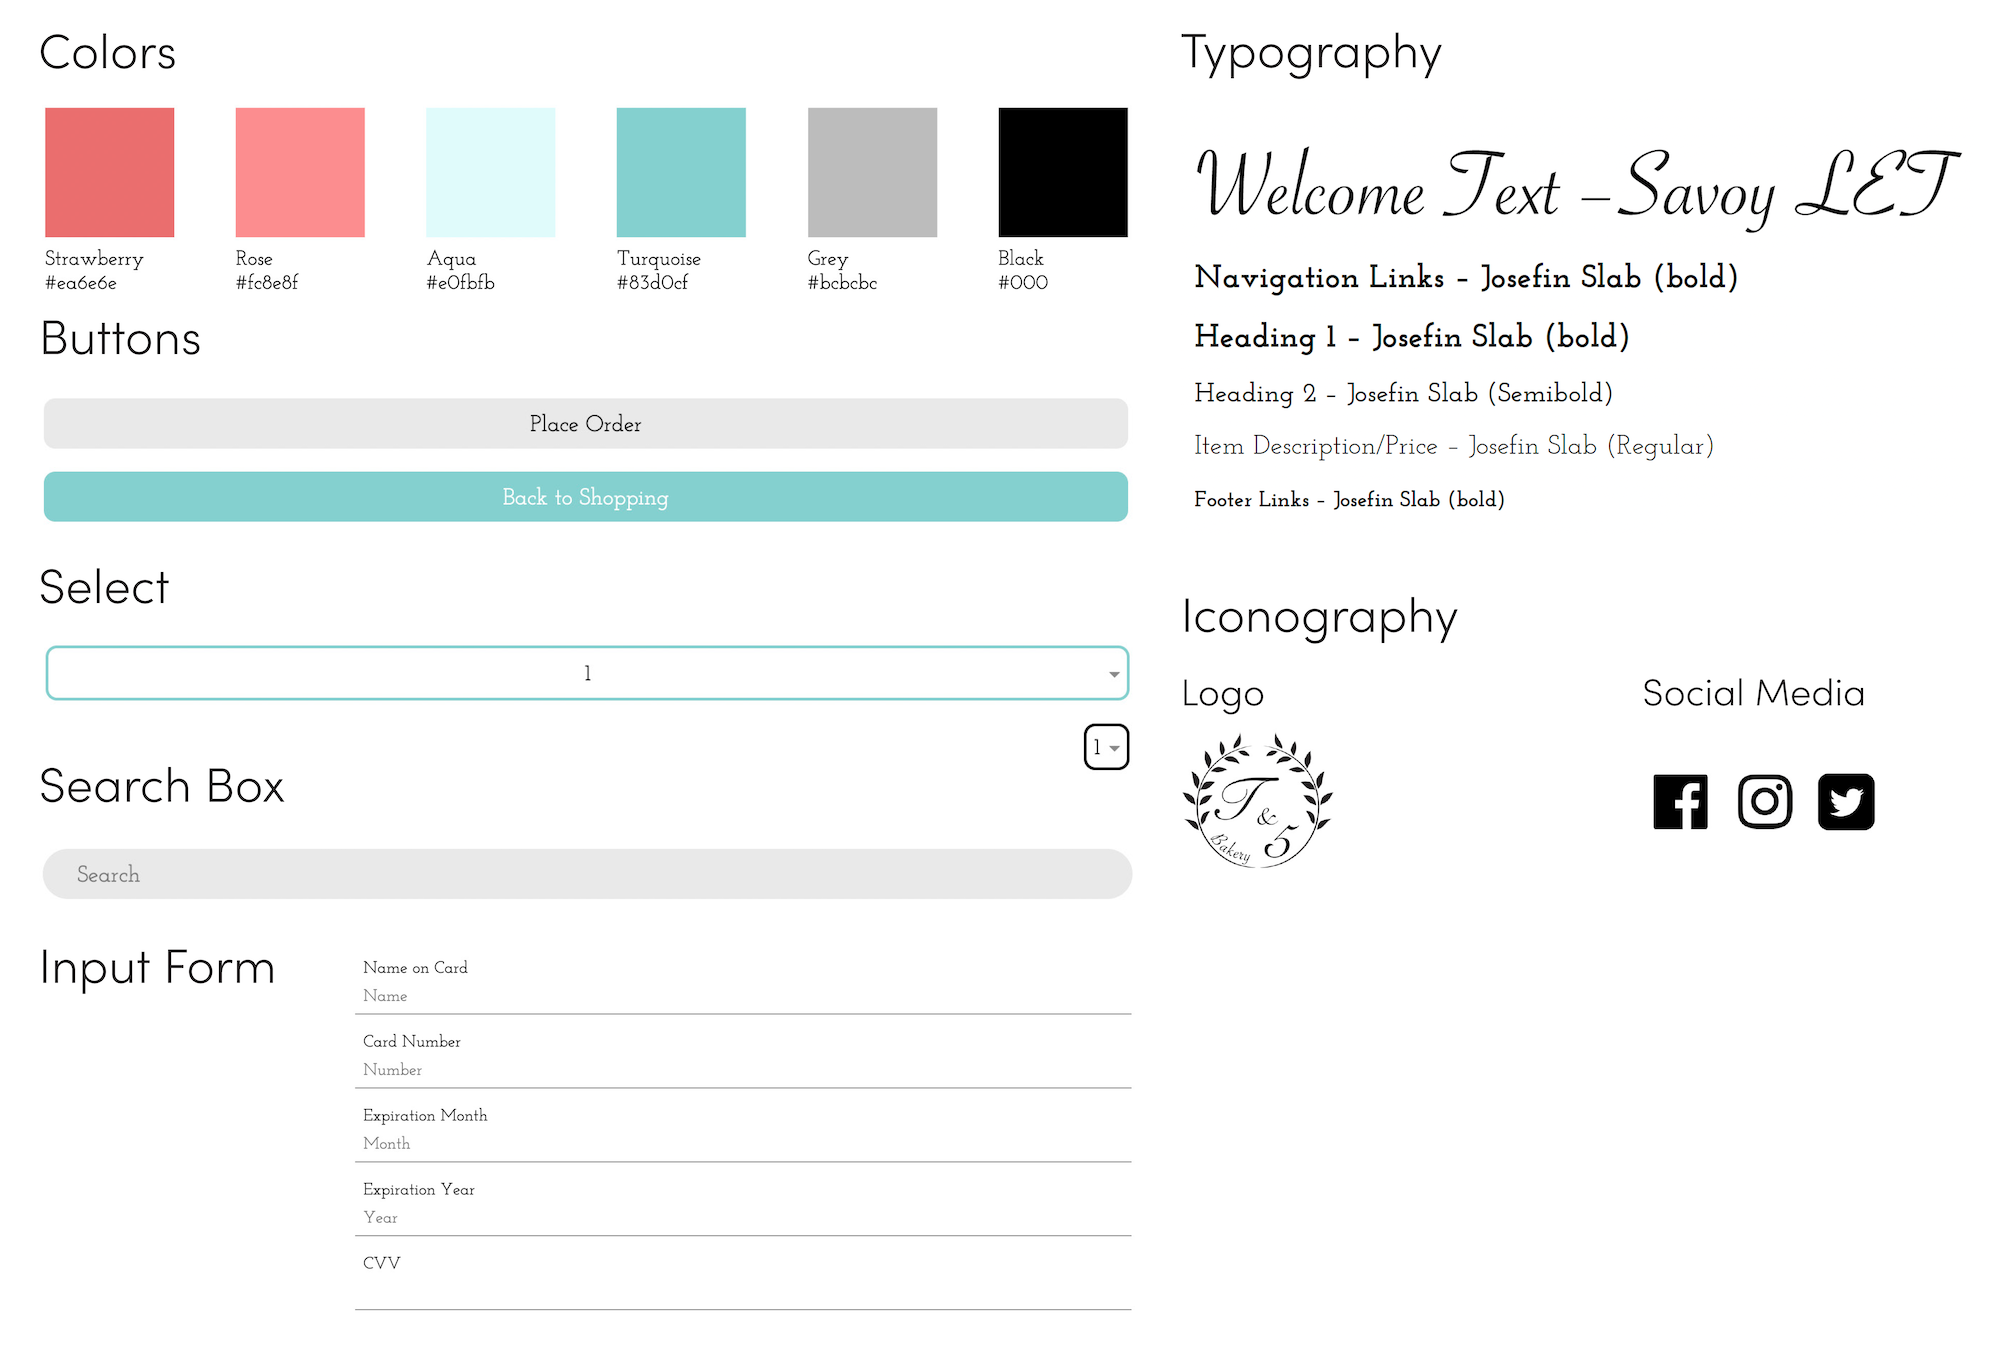 Colors
Strawberry
#ea6e6e
Rose
#fc8e8f
Aqua
#e0fbfb
Turquoise
#83d0cf
Grey
#bcbcbc
Black
#000
Buttons
Place Order
Back to Shopping
Select
1
1
Search Box
Search
Input Form
Name on Card
Name
Card Number
Number
Expiration Month
Month
Expiration Year
Year
CVV
Typography
Welcome Text –Savoy LET
Navigation Links – Josefin Slab (bold)
Heading 1 – Josefin Slab (bold)
Heading 2 – Josefin Slab (Semibold)
Item Description/Price – Josefin Slab (Regular)
Footer Links – Josefin Slab (bold)
Iconography
Logo
T & 5
Bakery
Social Media